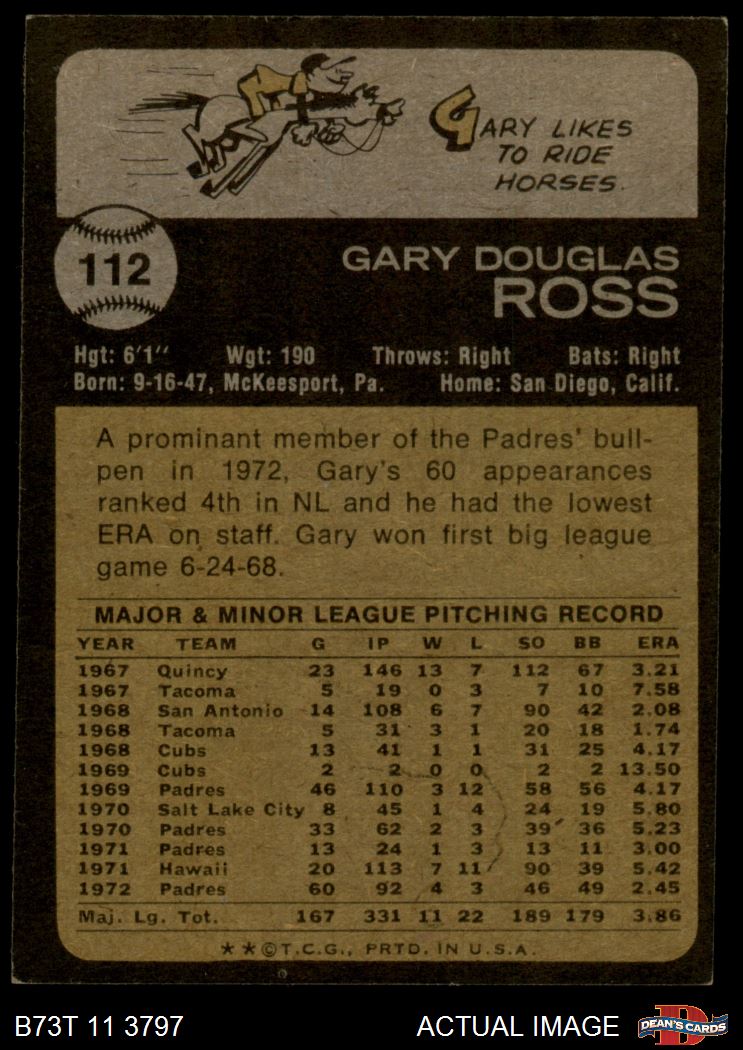 GARY LIKES
TO RIDE
HORSES.
112
GARY DOUGLAS
ROSS
Hgt: 6'1" Wgt: 190 Throws: Right Bats: Right
Born: 9-16-47, McKeesport, Pa. Home: San Diego, Calif.
A prominant member of the Padres' bull-
pen in 1972, Gary's 60 appearances
ranked 4th in NL and he had the lowest
ERA on staff. Gary won first big league
game 6-24-68.
MAJOR & MINOR LEAGUE PITCHING RECORD
YEAR TEAM G IP W L SO BB ERA
1967 Quincy 23 146 13 7 112 67 3.21
1967 Tacoma 5 19 0 3 7 10 7.58
1968 San Antonio 14 108 6 7 90 42 2.08
1968 Tacoma 5 31 3 1 20 18 1.74
1968 Cubs 13 41 1 1 31 25 4.17
1969 Cubs 2 2 0 0 2 2 13.50
1969 Padres 46 110 3 12 58 56 4.17
1970 Salt Lake City 8 45 1 4 24 19 5.80
1970 Padres 33 62 2 3 39 36 5.23
1971 Padres 13 24 1 3 13 11 3.00
1971 Hawaii 20 113 7 11 90 39 5.42
1972 Padres 60 92 4 3 46 49 2.45
Maj. Lg. Tot. 167 331 11 22 189 179 3.86
★★©T.C.G., PRTD. IN U.S.A.
B73T 11 3797 ACTUAL IMAGE D DEAN'S CARDS